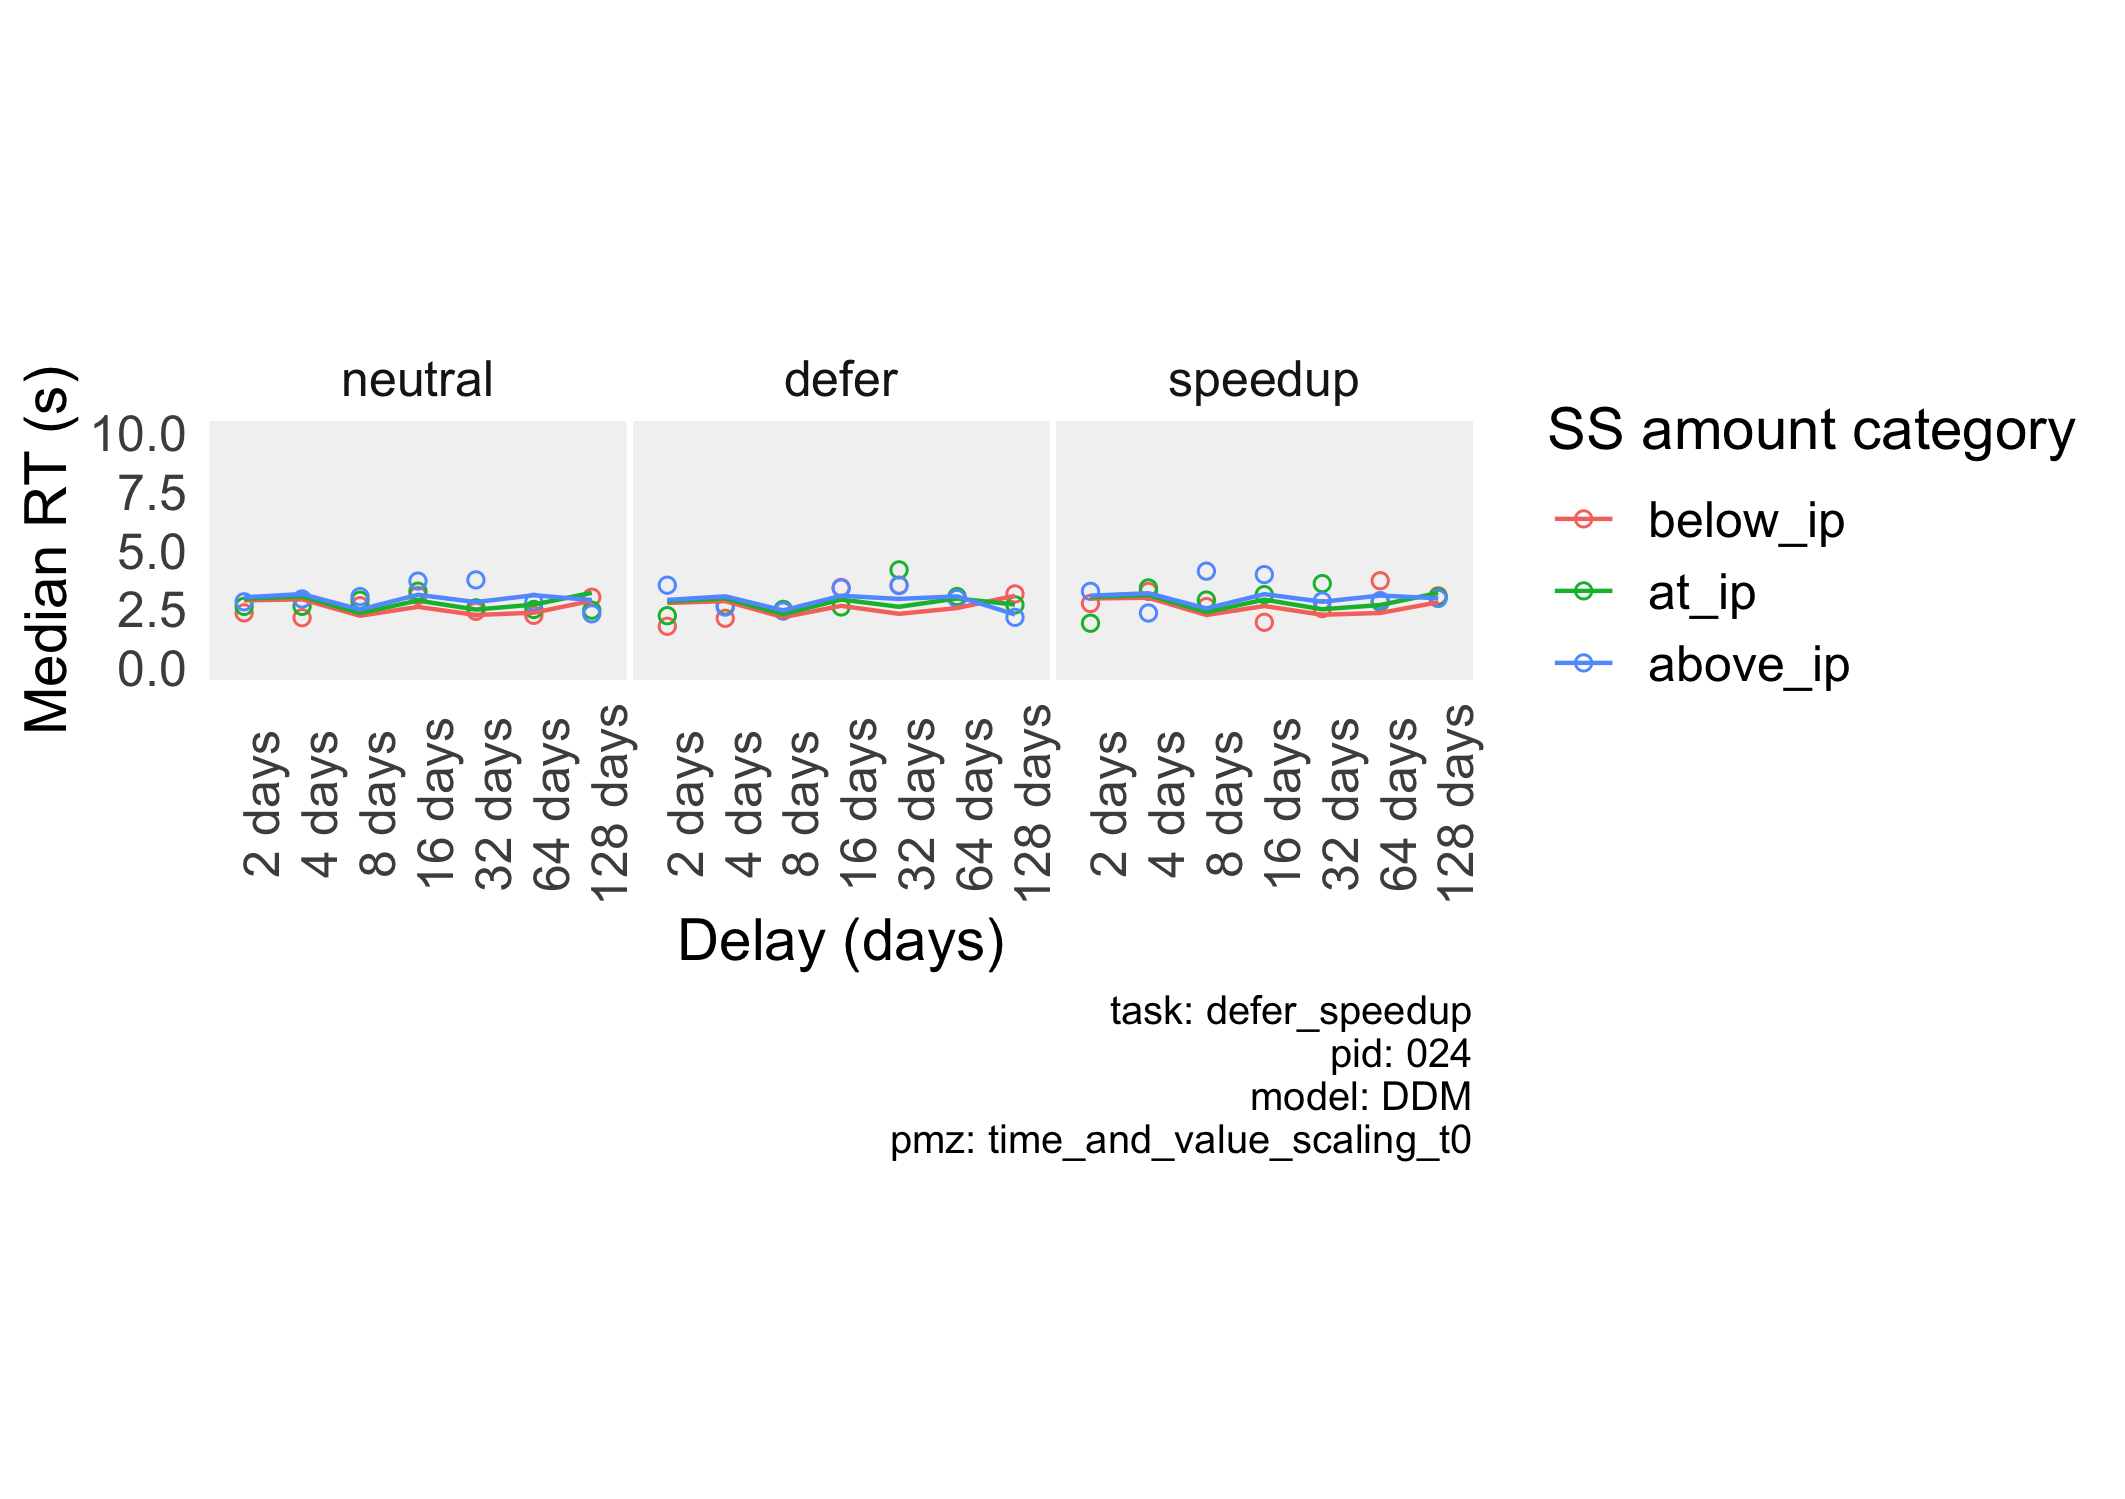 neutral
defer
speedup
Median RT (s)
10.0
7.5
5.0
2.5
0.0
2 days
4 days
8 days
16 days
32 days
64 days
128 days
2 days
4 days
8 days
16 days
32 days
64 days
128 days
2 days
4 days
8 days
16 days
32 days
64 days
128 days
Delay (days)
SS amount category
below_ip
at_ip
above_ip
task: defer_speedup
pid: 024
model: DDM
pmz: time_and_value_scaling_t0